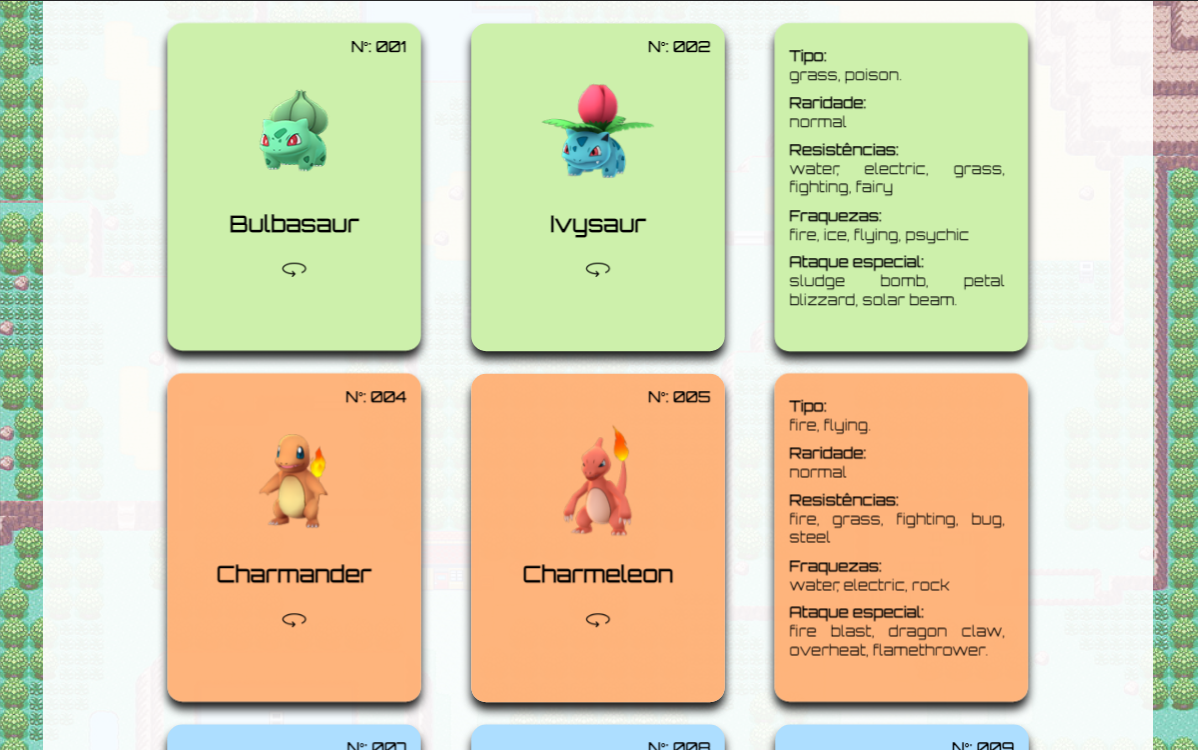 Nº: 001
Bulbasaur
Nº: 002
Ivysaur
Tipo:
grass, poison.
Raridade:
normal
Resistências:
water, electric, grass,
fighting, fairy
Fraquezas:
fire, ice, flying, psychic
Ataque especial:
sludge bomb, petal
blizzard, solar beam.
Nº: 004
Charmander
Nº: 005
Charmeleon
Tipo:
fire, flying.
Raridade:
normal
Resistências:
fire, grass, fighting, bug,
steel
Fraquezas:
water, electric, rock
Ataque especial:
fire blast, dragon claw,
overheat, flamethrower.
Nº: 007
Nº: 008
Nº: 009